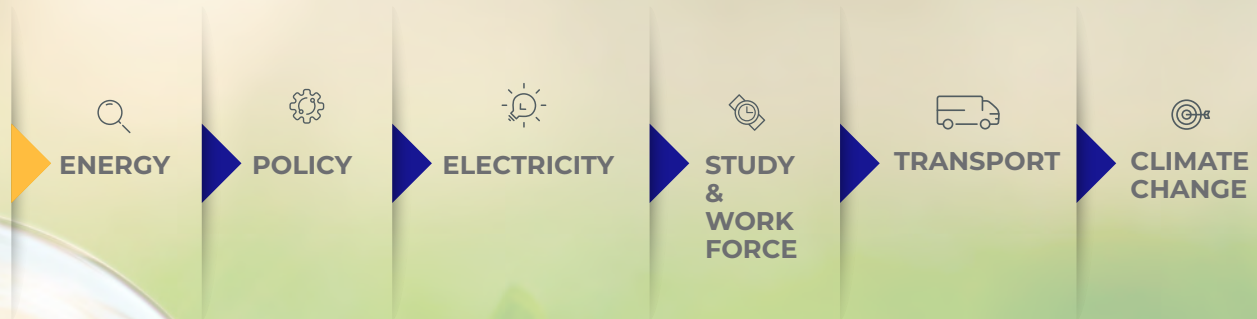 ENERGY
POLICY
ELECTRICITY
STUDY
&
WORK
FORCE
TRANSPORT
CLIMATE
CHANGE